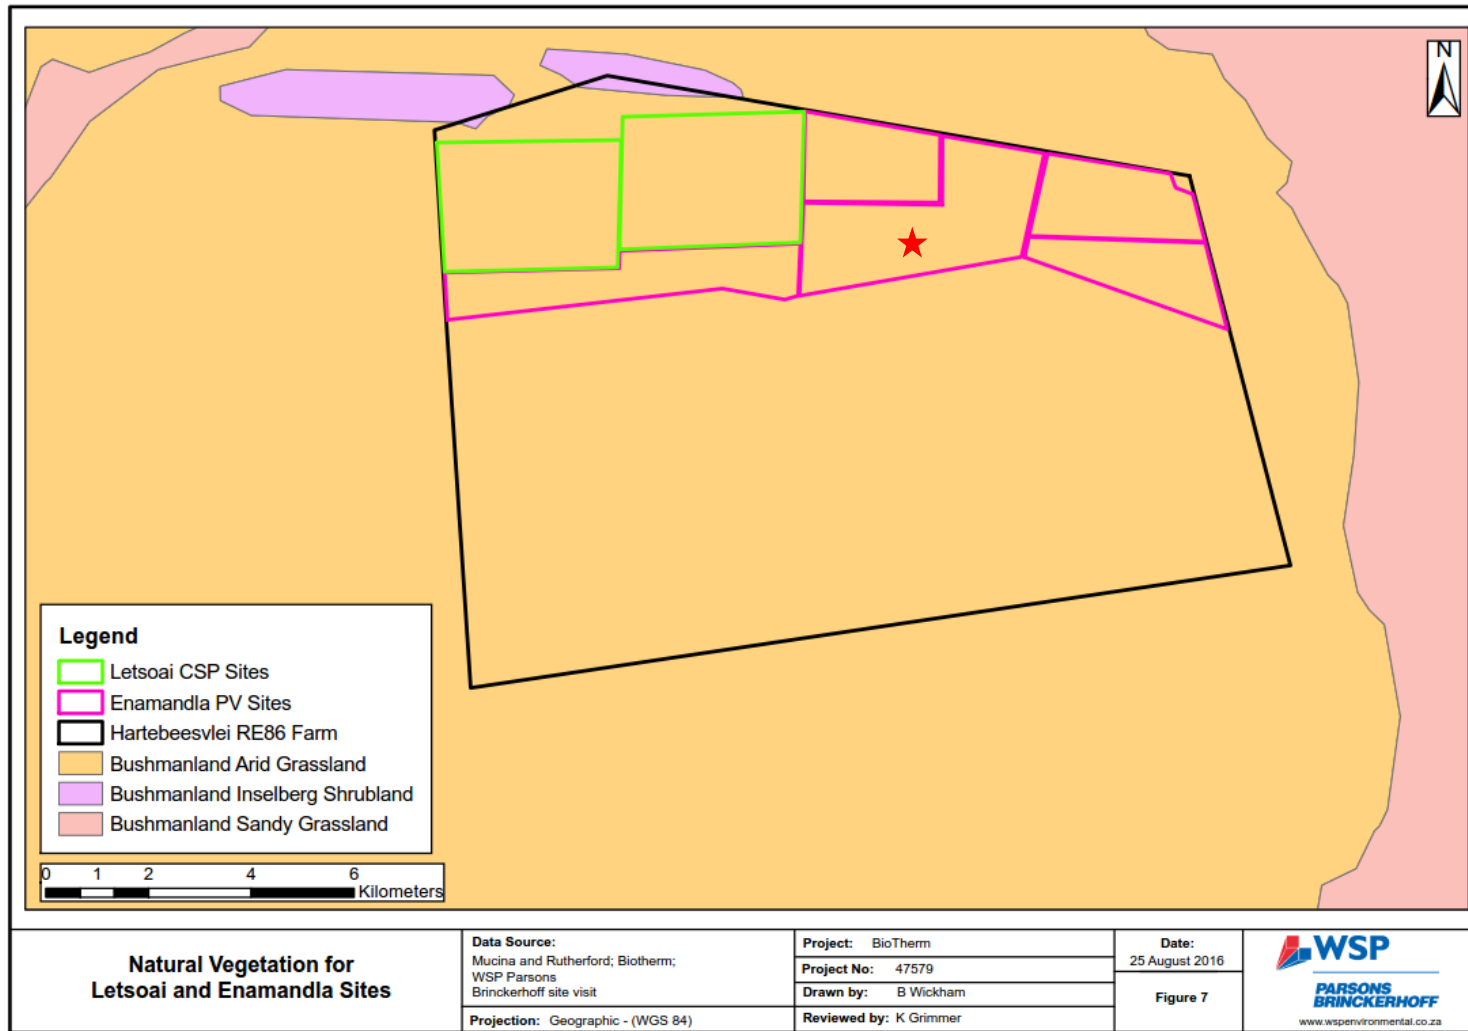 N
Legend
Letsoai CSP Sites
Enamandla PV Sites
Hartebeesvlei RE86 Farm
Bushmanland Arid Grassland
Bushmanland Inselberg Shrubland
Bushmanland Sandy Grassland
0 1 2 4 6
Kilometers
Natural Vegetation for
Letsoai and Enamandla Sites
Data Source:
Mucina and Rutherford; Biotherm;
WSP Parsons
Brinckerhoff site visit
Projection: Geographic - (WGS 84)
Project: BioTherm
Project No: 47579
Drawn by: B Wickham
Reviewed by: K Grimmer
Date:
25 August 2016
Figure 7
WSP
PARSONS
BRINCKERHOFF
www.wspenvironmental.co.za